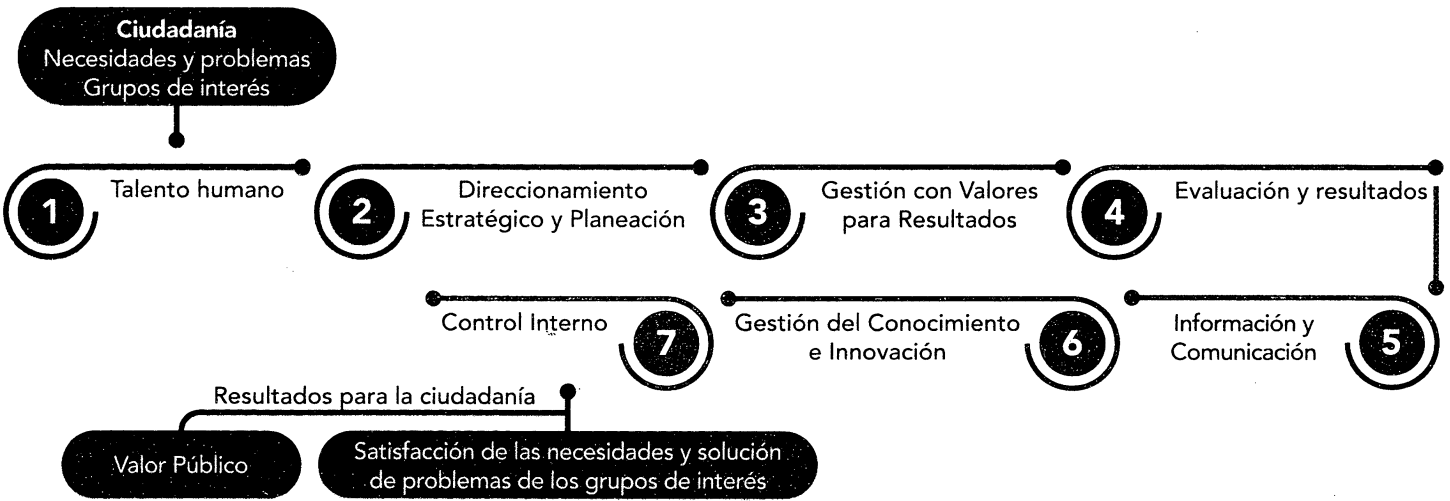 Ciudadanía
Necesidades y problemas
Grupos de interés
1
Talento humano
2
Direccionamiento
Estratégico y Planeación
3
Gestión con Valores
para Resultados
4
Evaluación y resultados
5
Información y
Comunicación
6
Gestión del Conocimiento
e Innovación
7
Control Interno
Resultados para la ciudadanía
Valor Público
Satisfacción de las necesidades y solución
de problemas de los grupos de interés